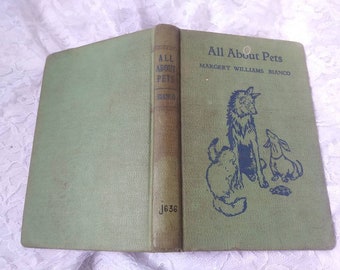 All About Pets
MARGERY WILLIAMS BIANCO
ALL
ABOUT
PETS
BIANCO
J636